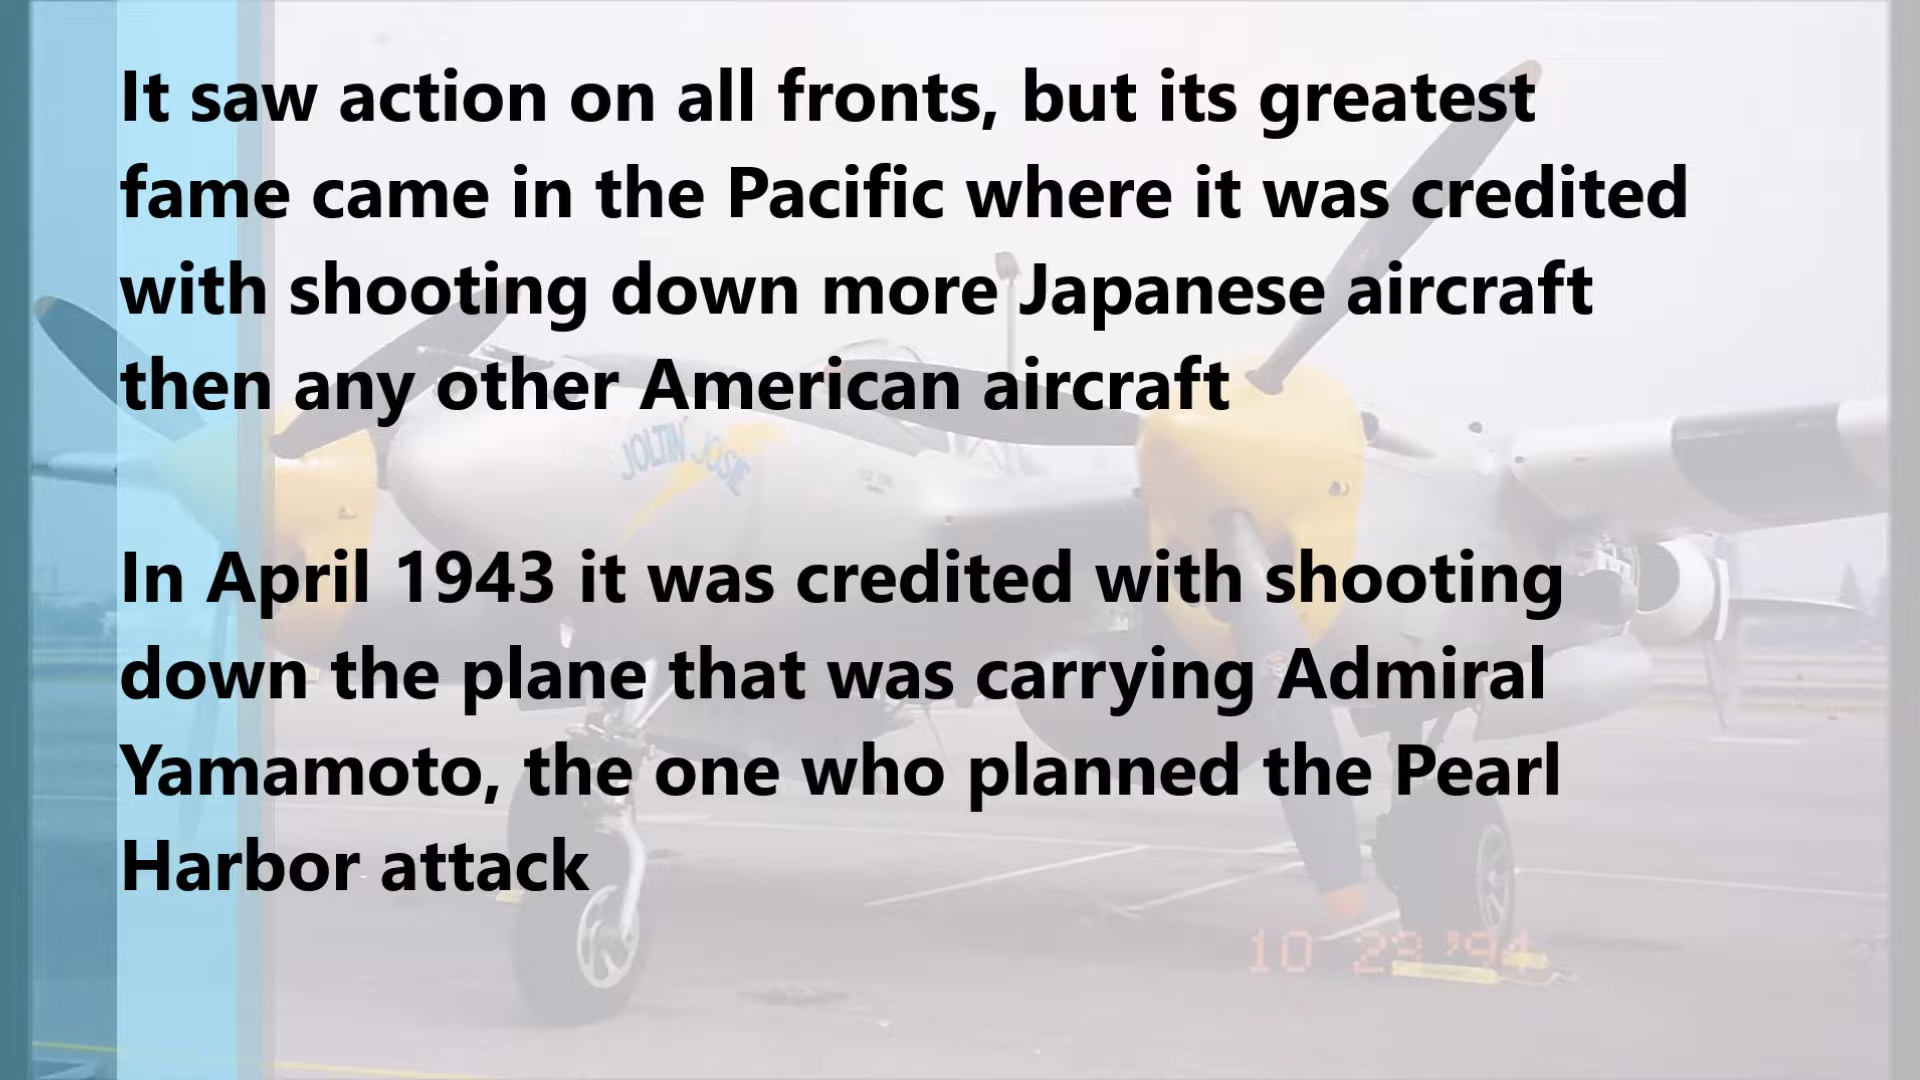 It saw action on all fronts, but its greatest
fame came in the Pacific where it was credited
with shooting down more Japanese aircraft
then any other American aircraft
JOLTIN' JOSIE
In April 1943 it was credited with shooting
down the plane that was carrying Admiral
Yamamoto, the one who planned the Pearl
Harbor attack
10 29 '94